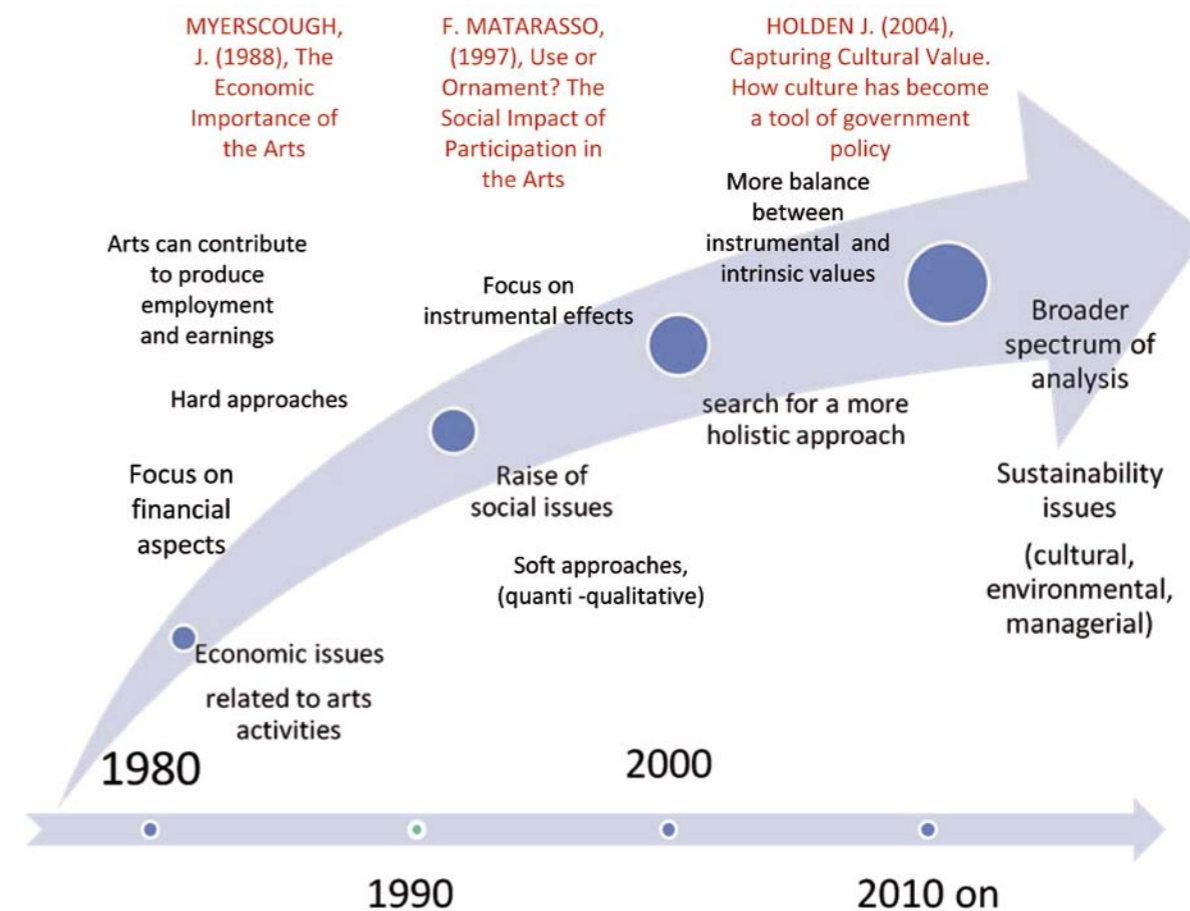 MYERSCOUGH,
J. (1988), The
Economic
Importance of
the Arts
F. MATARASSO,
(1997), Use or
Ornament? The
Social Impact of
Participation in
the Arts
HOLDEN J. (2004),
Capturing Cultural Value.
How culture has become
a tool of government
policy
Arts can contribute
to produce
employment
and earnings
Hard approaches
Focus on
financial
aspects
Economic issues
related to arts
activities
Focus on
instrumental effects
Raise of
social issues
Soft approaches,
(quanti -qualitative)
More balance
between
instrumental and
intrinsic values
search for a more
holistic approach
Broader
spectrum of
analysis
Sustainability
issues
(cultural,
environmental,
managerial)
1980
1990
2000
2010 on